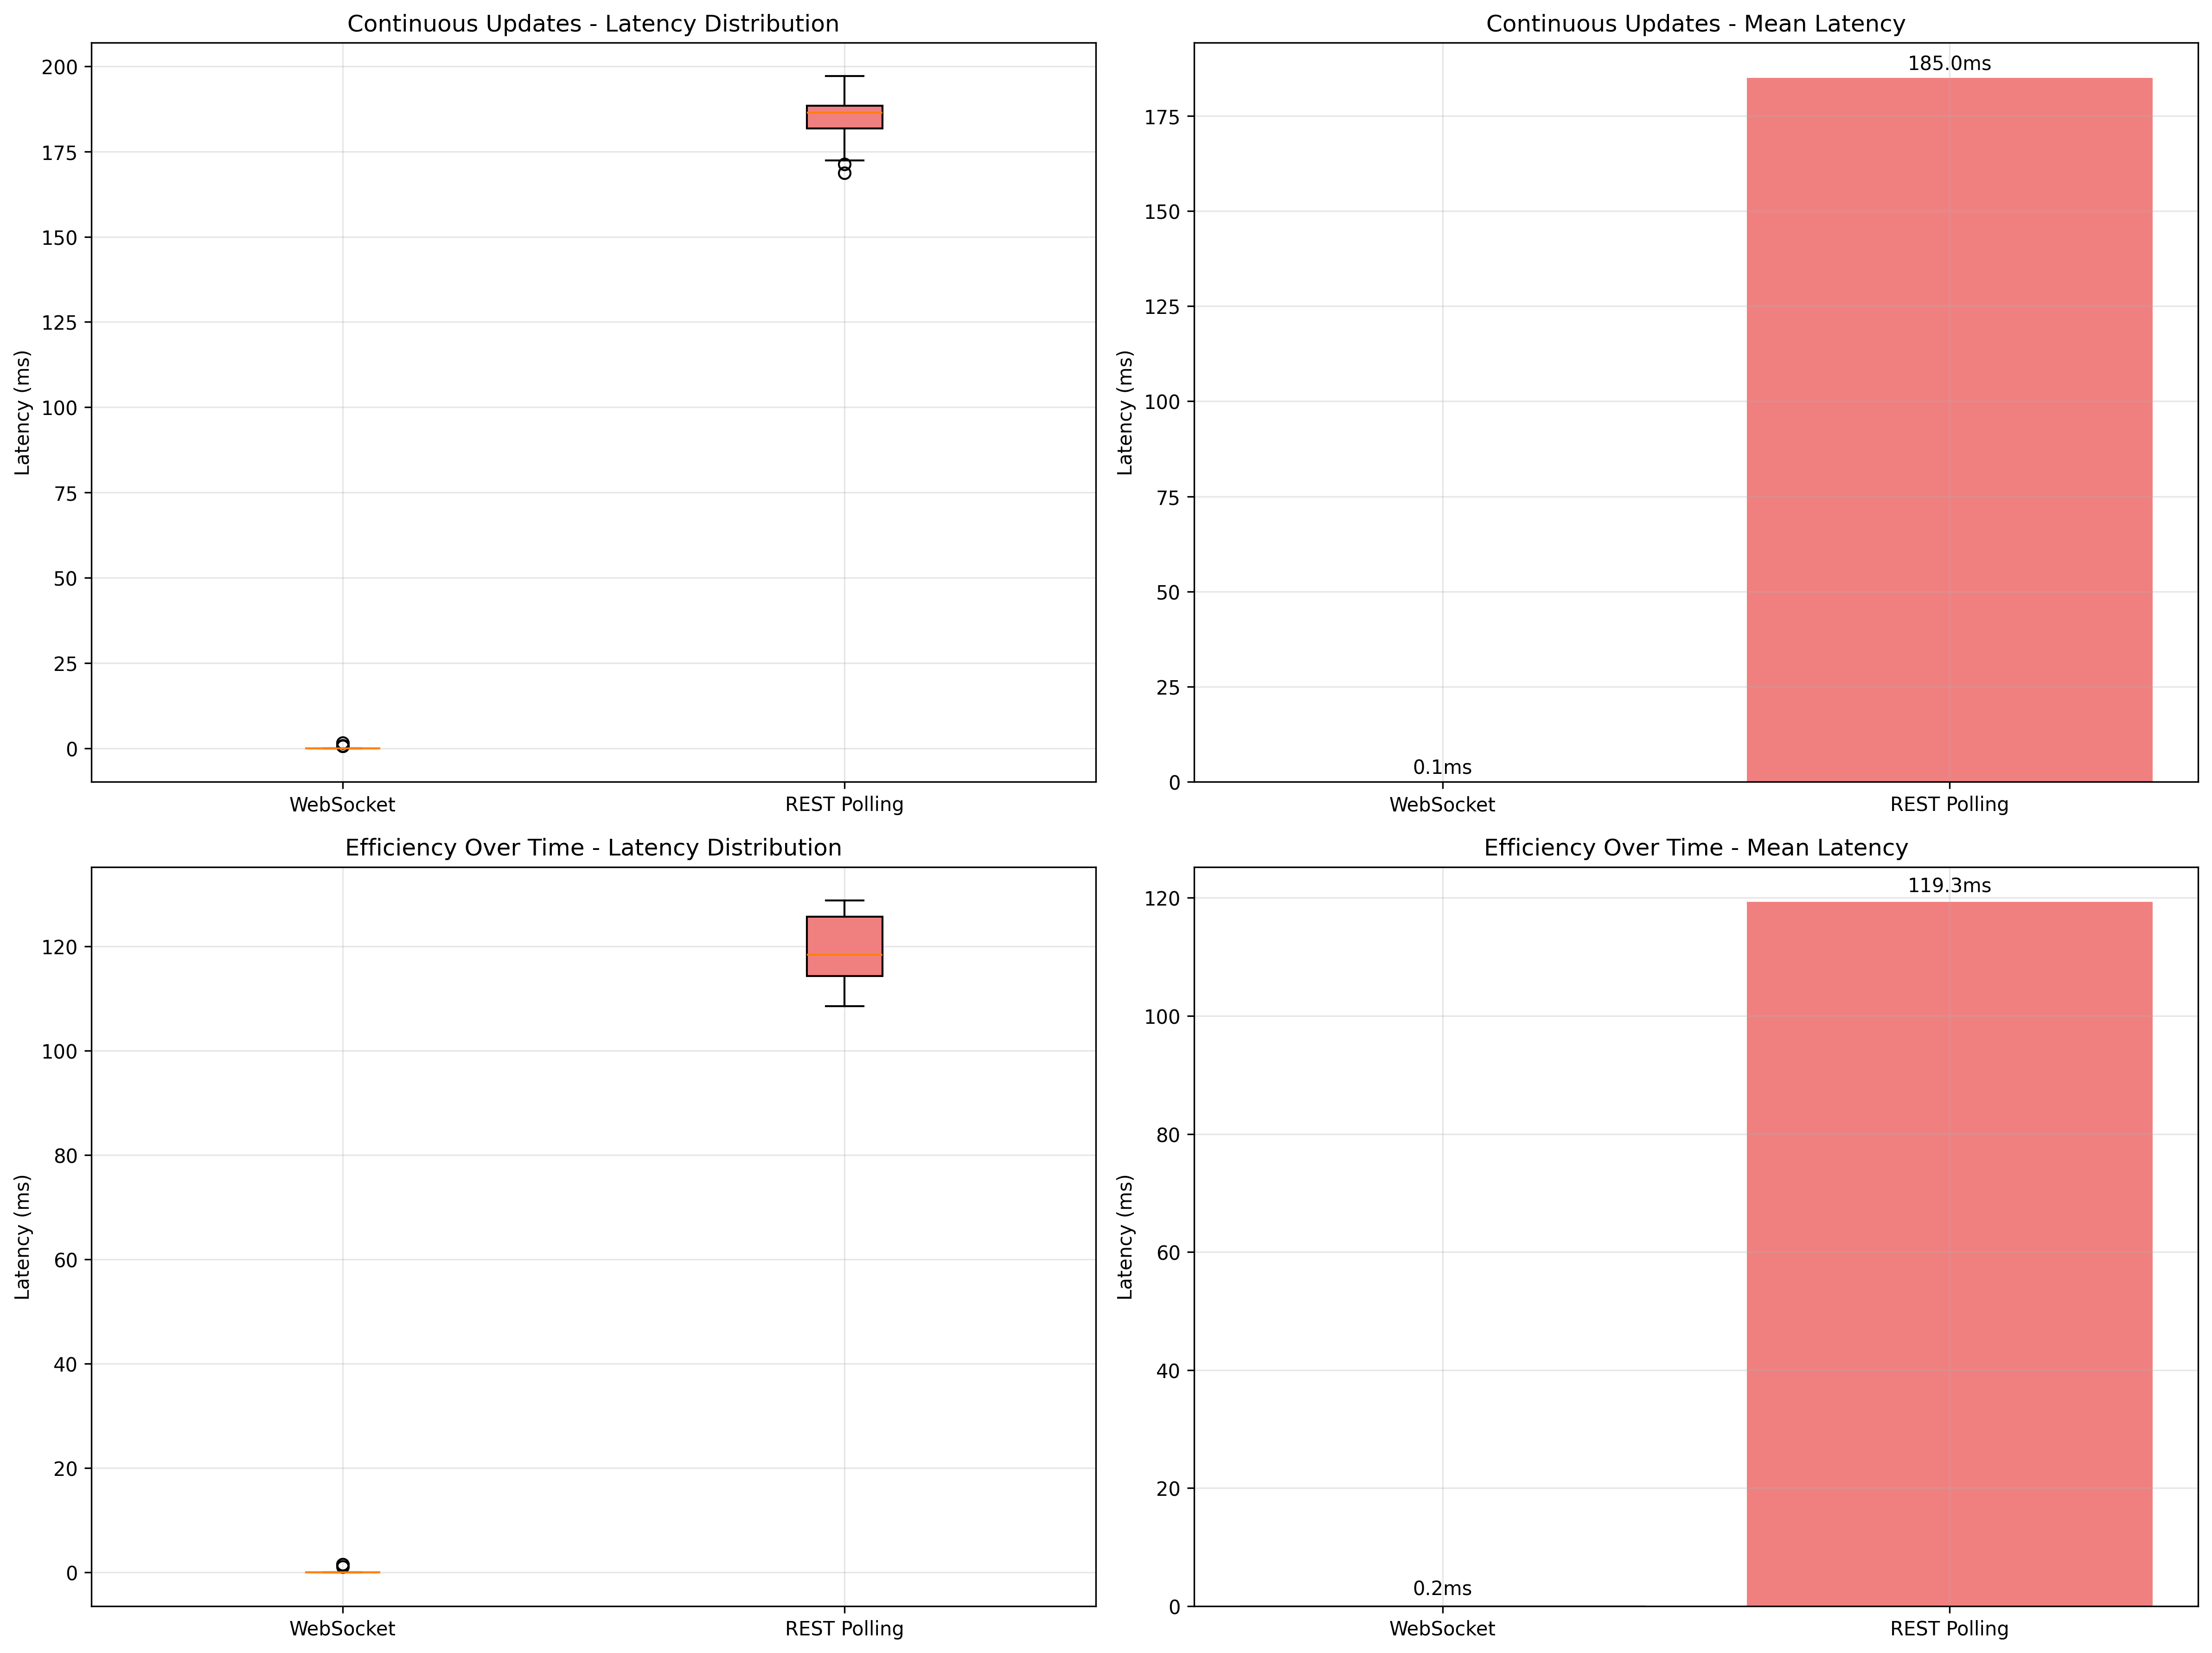 Continuous Updates - Latency Distribution
200
175
150
125
100
75
50
25
0
Latency (ms)
WebSocket
REST Polling
Continuous Updates - Mean Latency
185.0ms
175
150
125
100
75
50
25
0
0.1ms
Latency (ms)
WebSocket
REST Polling
Efficiency Over Time - Latency Distribution
120
100
80
60
40
20
0
Latency (ms)
WebSocket
REST Polling
Efficiency Over Time - Mean Latency
119.3ms
120
100
80
60
40
20
0
0.2ms
Latency (ms)
WebSocket
REST Polling